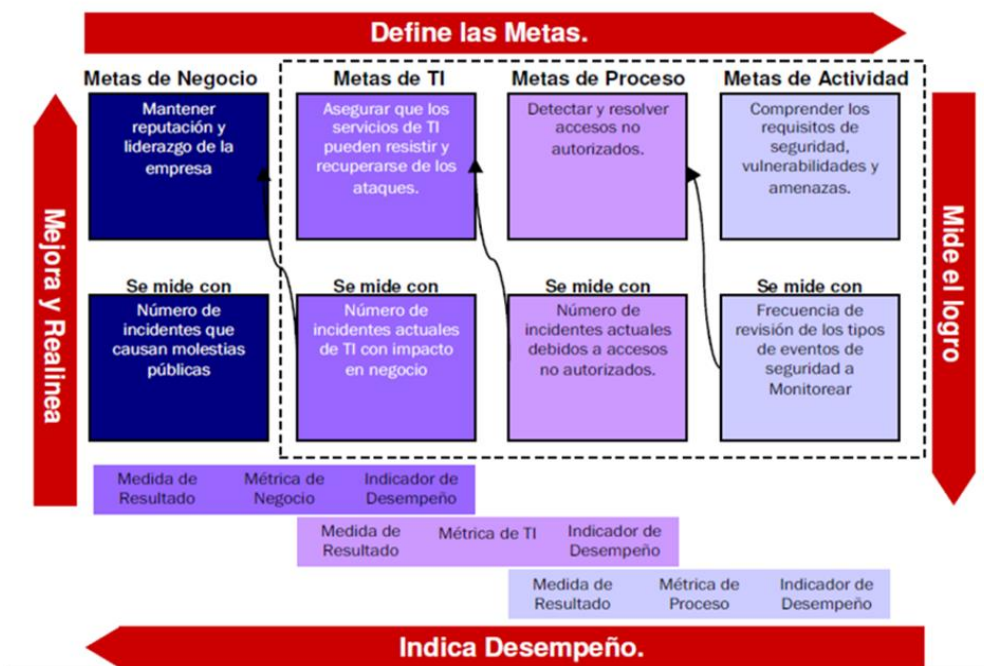 Define las Metas.
Metas de Negocio
Metas de TI
Metas de Proceso
Metas de Actividad
Mantener
reputación y
liderazgo de la
empresa
Asegurar que los
servicios de TI
pueden resistir y
recuperarse de los
ataques.
Detectar y resolver
accesos no
autorizados.
Comprender los
requisitos de
seguridad,
vulnerabilidades y
amenazas.
Mejora y Realinea
Mide el logro
Se mide con
Se mide con
Se mide con
Se mide con
Número de
incidentes que
causan molestias
públicas
Número de
incidentes actuales
de TI con impacto
en negocio
Número de
incidentes actuales
debidos a accesos
no autorizados.
Frecuencia de
revisión de los tipos
de eventos de
seguridad a
Monitorear
Medida de
Resultado
Métrica de
Negocio
Indicador de
Desempeño
Medida de
Resultado
Métrica de TI
Indicador de
Desempeño
Medida de
Resultado
Métrica de
Proceso
Indicador de
Desempeño
Indica Desempeño.